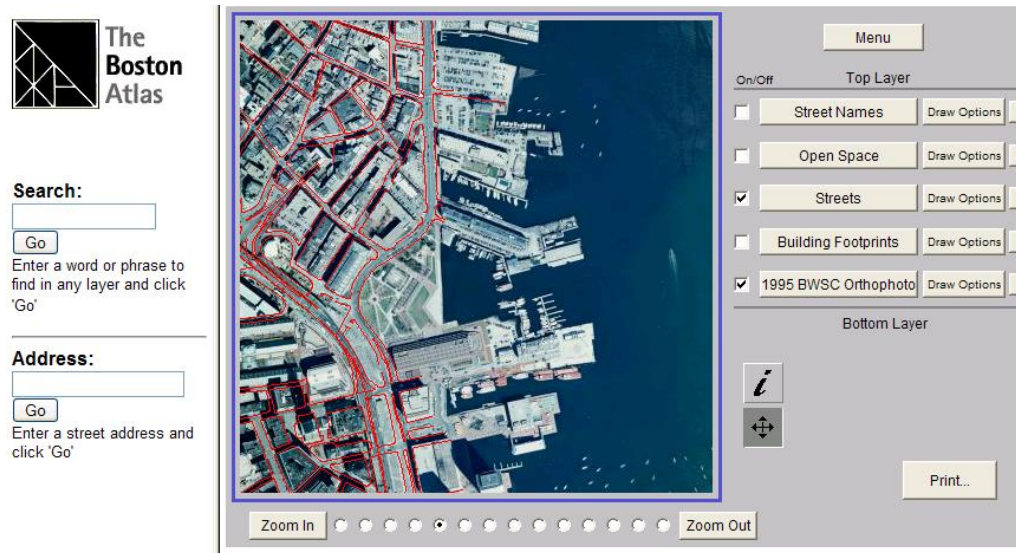 The
Boston
Atlas
Search:
Go
Enter a word or phrase to
find in any layer and click
'Go'
Address:
Go
Enter a street address and
click 'Go'
Zoom In
Zoom Out
Menu
On/Off Top Layer
Street Names Draw Options
Open Space Draw Options
Streets Draw Options
Building Footprints Draw Options
1995 BWSC Orthophoto Draw Options
Bottom Layer
i
Print...